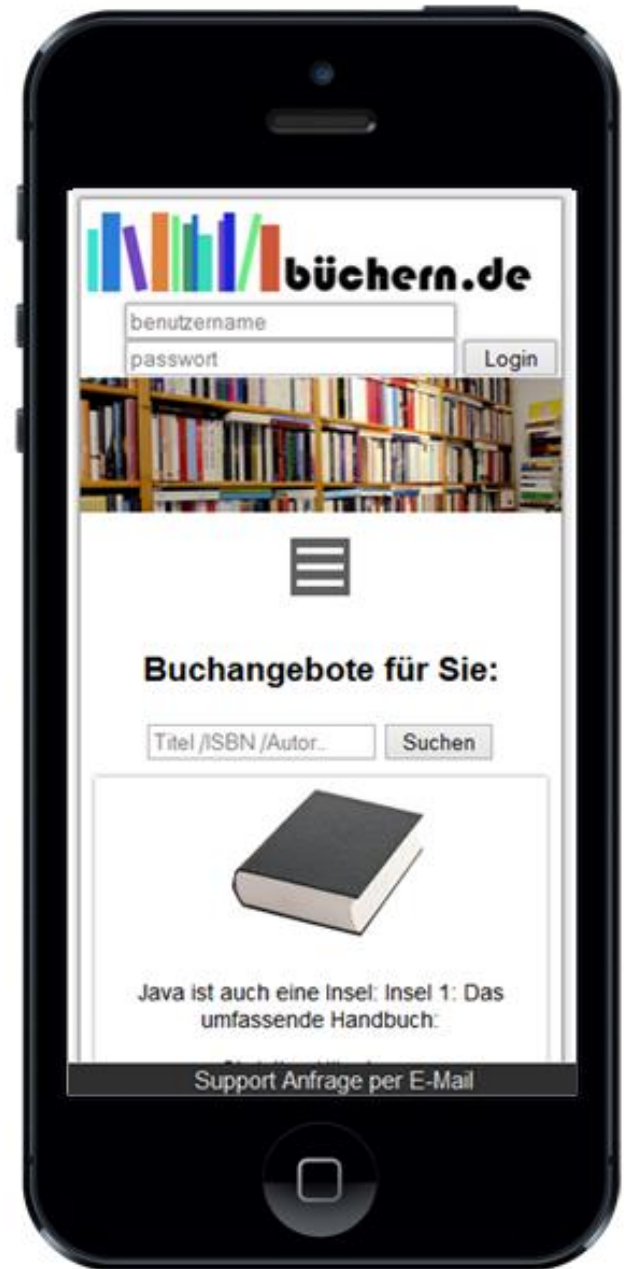 büchern.de
benutzername
passwort
Login
Buchangebote für Sie:
Titel /ISBN /Autor..
Suchen
Java ist auch eine Insel: Insel 1: Das
umfassende Handbuch:
Support Anfrage per E-Mail